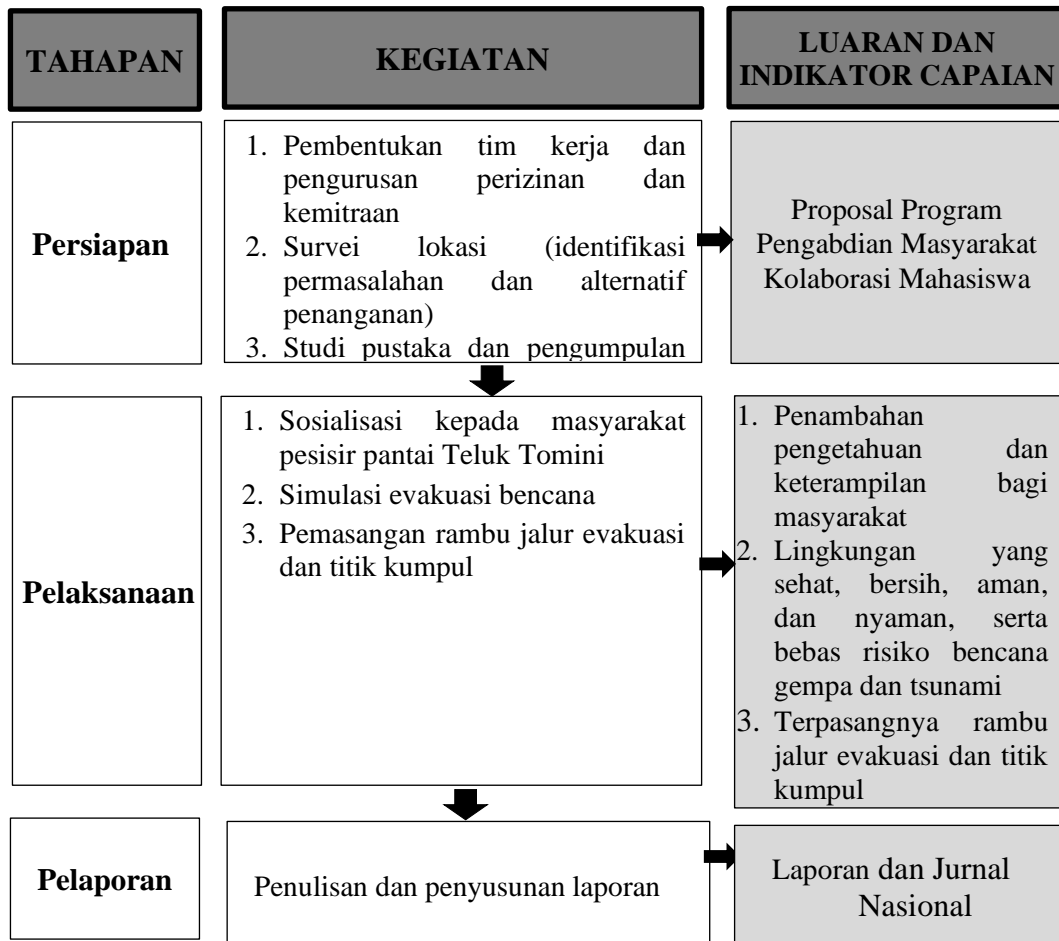 TAHAPAN
KEGIATAN
LUARAN DAN
INDIKATOR CAPAIAN
Persiapan
1. Pembentukan tim kerja dan
pengurusan perizinan dan
kemitraan
2. Survei lokasi (identifikasi
permasalahan dan alternatif
penanganan)
3. Studi pustaka dan pengumpulan
Proposal Program
Pengabdian Masyarakat
Kolaborasi Mahasiswa
Pelaksanaan
1. Sosialisasi kepada masyarakat
pesisir pantai Teluk Tomini
2. Simulasi evakuasi bencana
3. Pemasangan rambu jalur evakuasi
dan titik kumpul
1. Penambahan
pengetahuan dan
keterampilan bagi
masyarakat
2. Lingkungan yang
sehat, bersih, aman,
dan nyaman, serta
bebas risiko bencana
gempa dan tsunami
3. Terpasangnya rambu
jalur evakuasi dan titik
kumpul
Pelaporan
Penulisan dan penyusunan laporan
Laporan dan Jurnal
Nasional